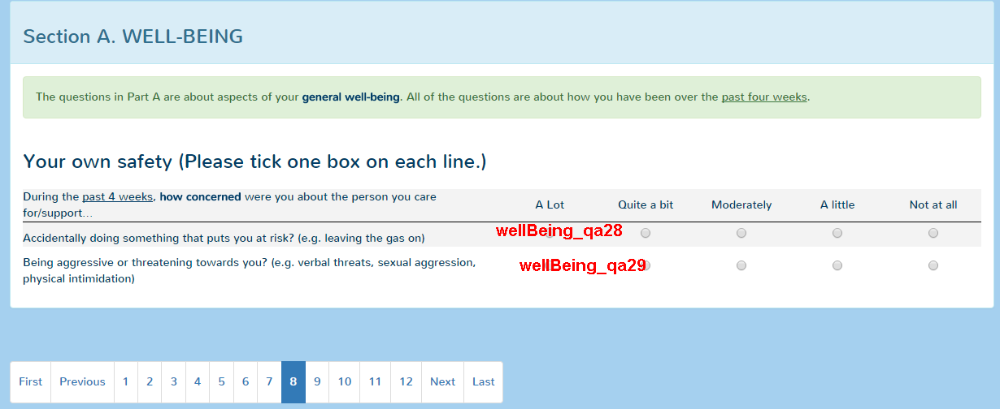 Section A. WELL-BEING
The questions in Part A are about aspects of your general well-being. All of the questions are about how you have been over the past four weeks.
Your own safety (Please tick one box on each line.)
During the past 4 weeks, how concerned were you about the person you care
for/support...
A Lot Quite a bit Moderately A little Not at all
Accidentally doing something that puts you at risk? (e.g. leaving the gas on)
wellBeing_qa28
Being aggressive or threatening towards you? (e.g. verbal threats, sexual aggression,
physical intimidation)
wellBeing_qa29
First Previous 1 2 3 4 5 6 7 8 9 10 11 12 Next Last